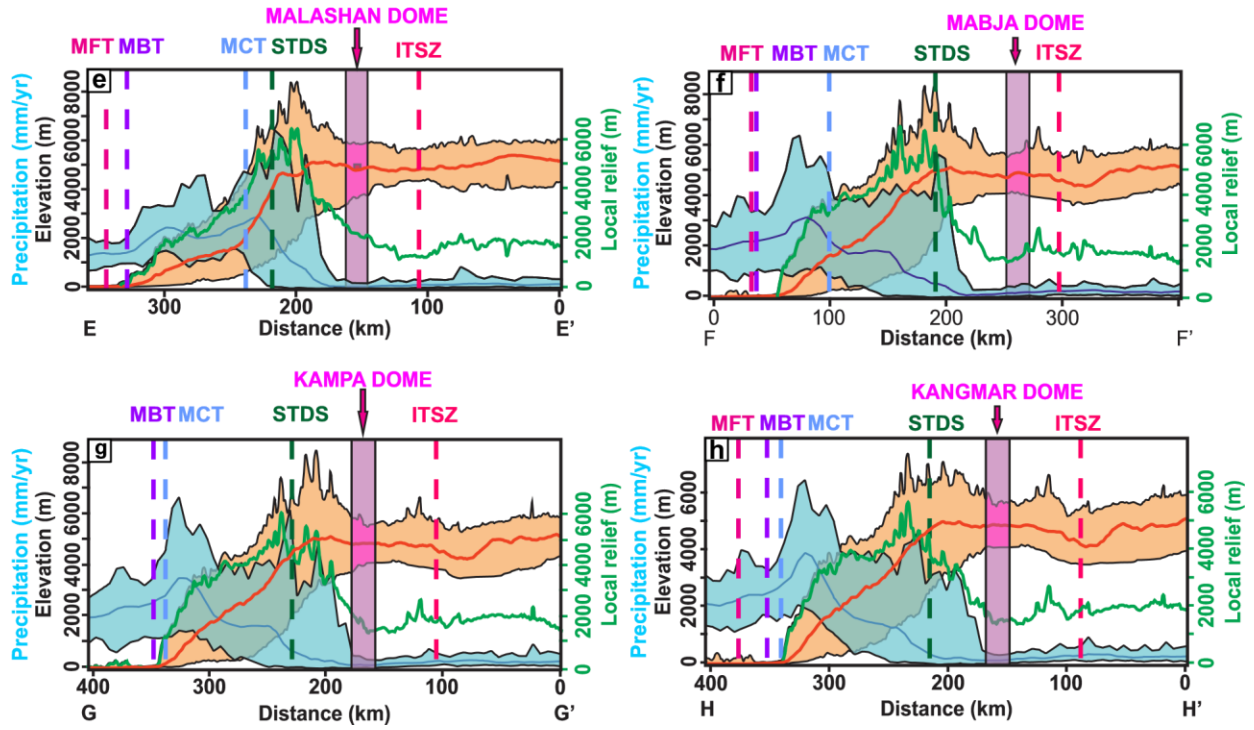 MALASHAN DOME
MFT MBT MCT STDS ITSZ
e
Precipitation (mm/yr)
Elevation (m)
0 2000 4000 6000 8000
Local relief (m)
0 2000 4000 6000
300 200 100 0
E Distance (km) E'
MABJA DOME
MFT MBT MCT STDS ITSZ
f
Precipitation (mm/yr)
Elevation (m)
0 2000 4000 6000 8000
Local relief (m)
0 2000 4000 6000
0 100 200 300
F Distance (km) F'
KAMPA DOME
MBT MCT STDS ITSZ
g
Precipitation (mm/yr)
Elevation (m)
0 2000 4000 6000 8000
Local relief (m)
0 2000 4000 6000
400 300 200 100 0
G Distance (km) G'
KANGMAR DOME
MFT MBT MCT STDS ITSZ
h
Precipitation (mm/yr)
Elevation (m)
0 2000 4000 6000
Local relief (m)
0 2000 4000 6000
400 300 200 100 0
H Distance (km) H'